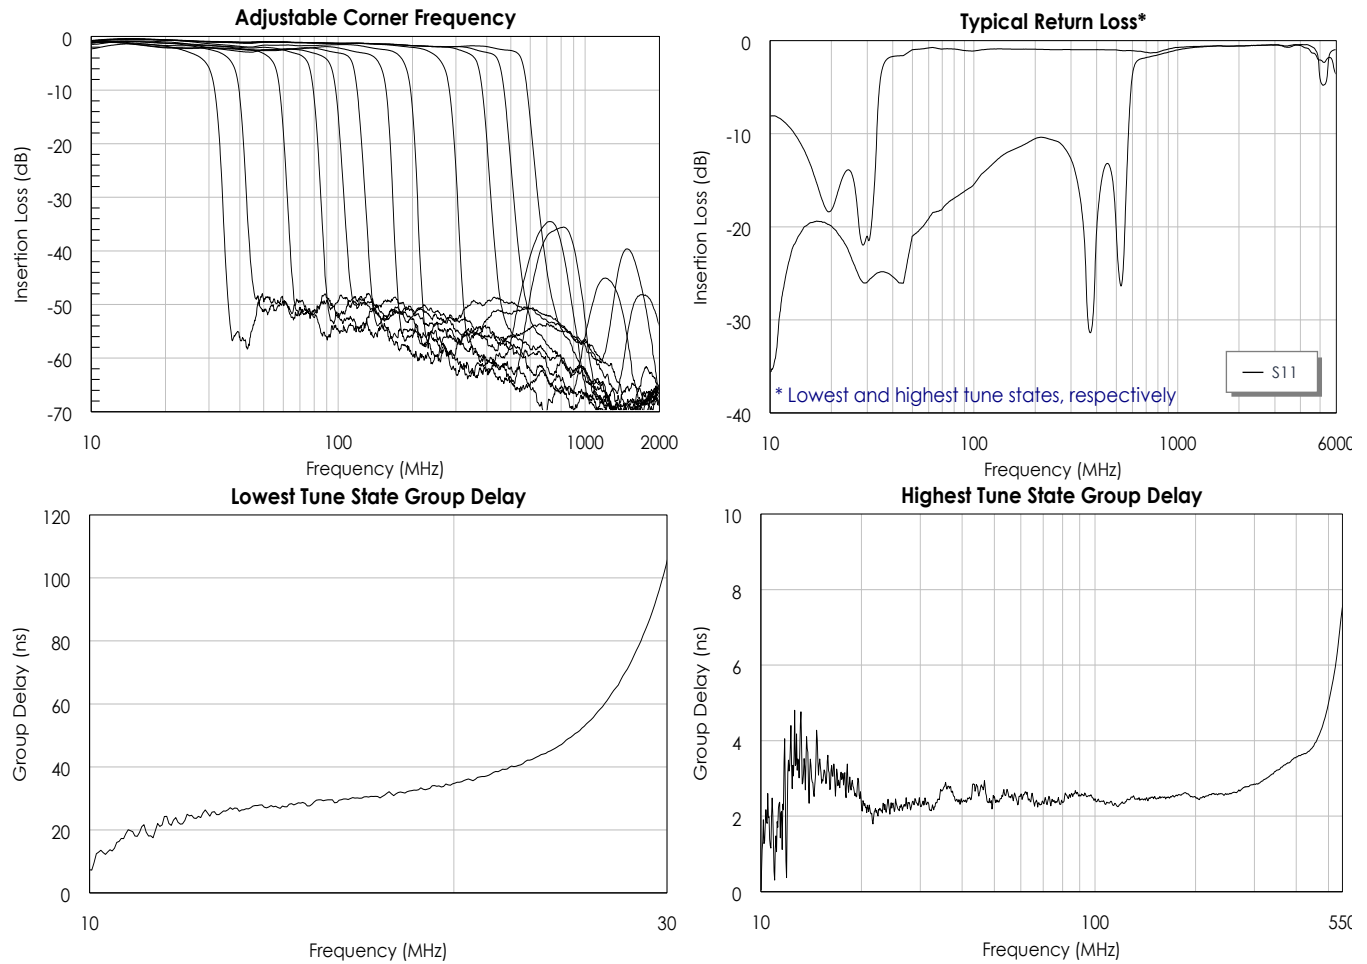 Adjustable Corner Frequency
0
-10
-20
-30
-40
-50
-60
-70
Insertion Loss (dB)
10
100
1000
2000
Frequency (MHz)
Typical Return Loss*
0
-10
-20
-30
-40
Insertion Loss (dB)
S11
* Lowest and highest tune states, respectively
10
100
1000
6000
Frequency (MHz)
Lowest Tune State Group Delay
120
100
80
60
40
20
0
Group Delay (ns)
10
30
Frequency (MHz)
Highest Tune State Group Delay
10
8
6
4
2
0
Group Delay (ns)
10
100
550
Frequency (MHz)